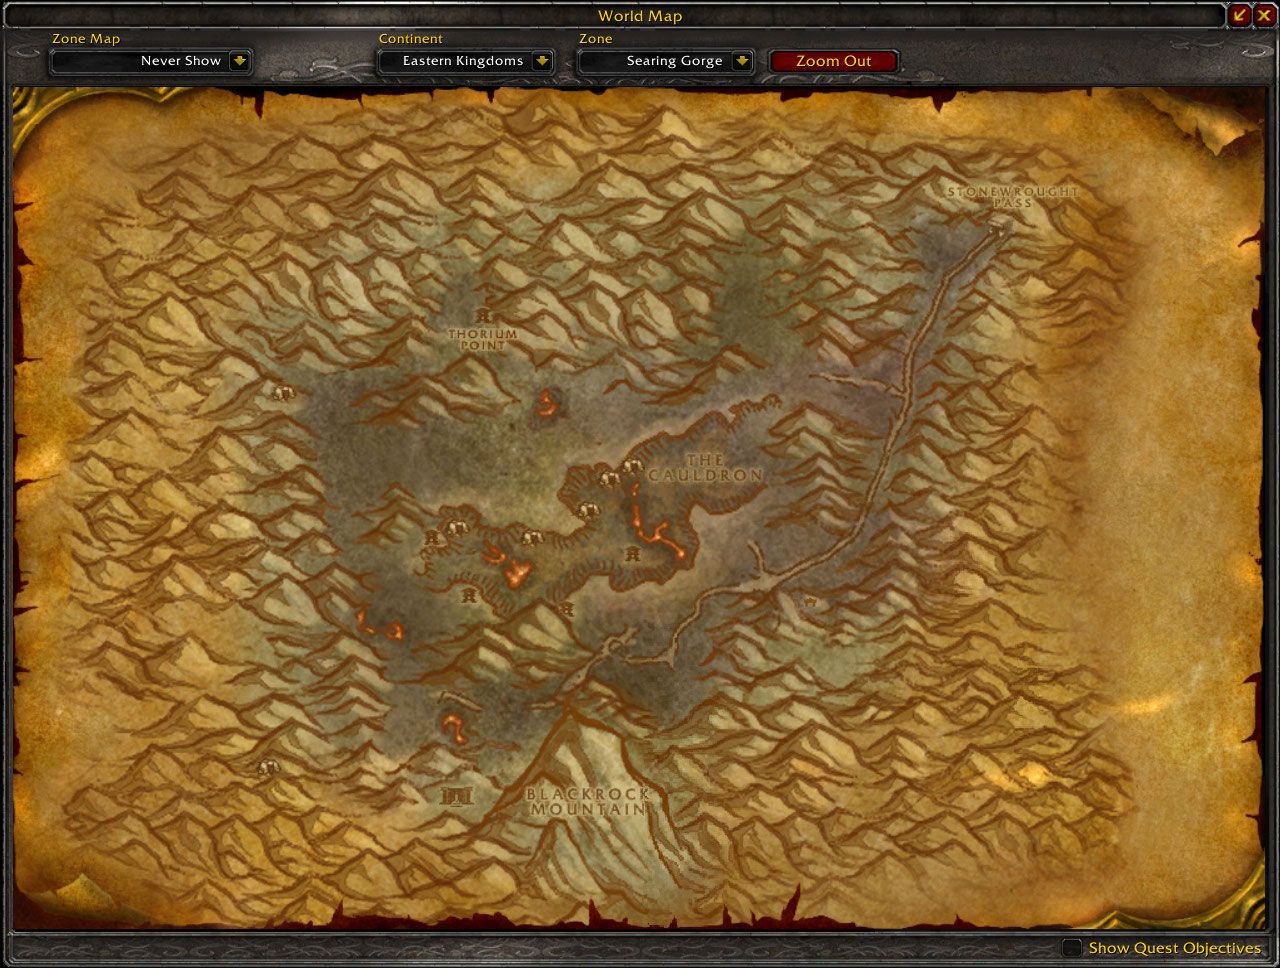 World Map
Zone Map
Continent
Zone
Never Show
Eastern Kingdoms
Searing Gorge
Zoom Out
STONEWROUGHT
PASS
THORIUM
POINT
THE
CAULDRON
BLACKROCK
MOUNTAIN
Show Quest Objectives